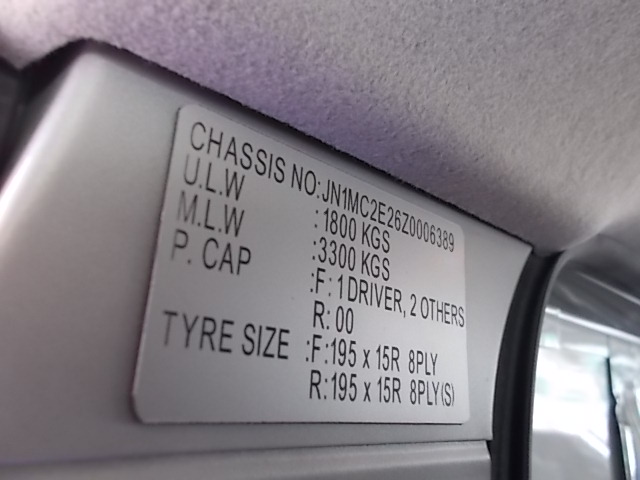 CHASSIS NO:JN1MC2E26Z0006389
U.L.W :1800 KGS
M.L.W :3300 KGS
P. CAP :F: 1 DRIVER, 2 OTHERS
R: 00
TYRE SIZE :F:195 x 15R 8PLY
R:195 x 15R 8PLY(S)